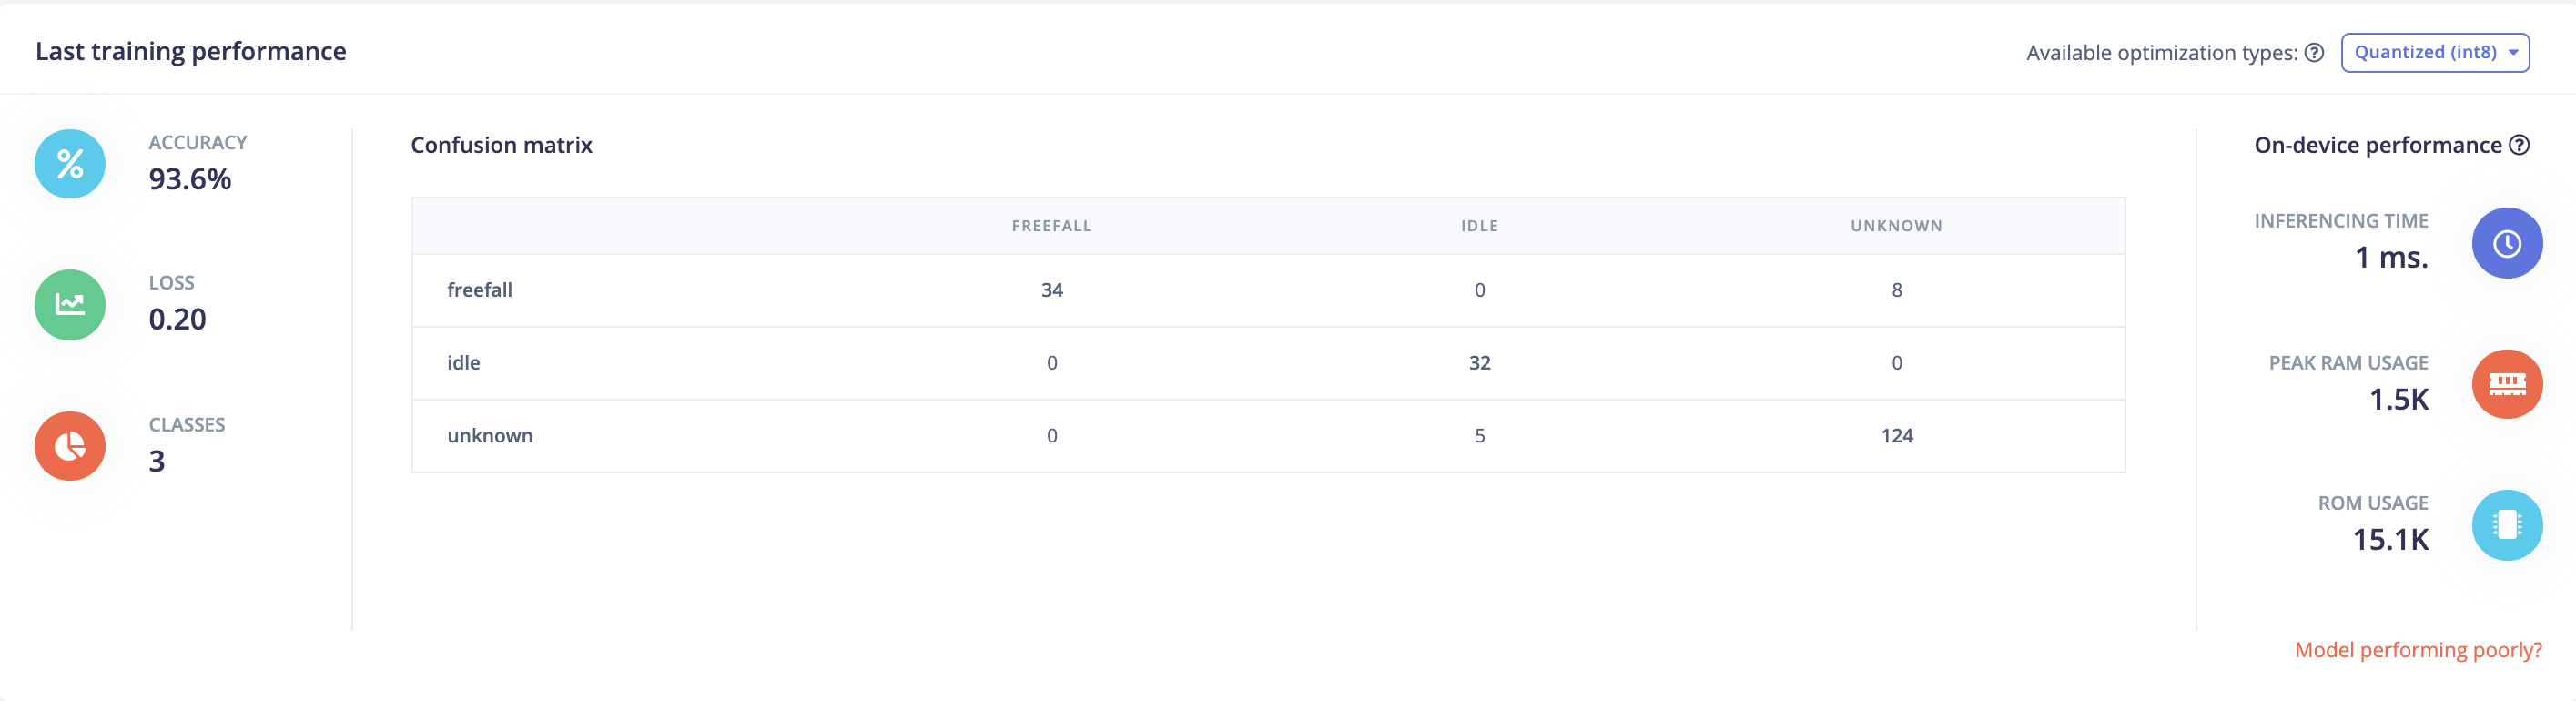 Last training performance
Available optimization types: Quantized (int8)
ACCURACY
93.6%
LOSS
0.20
CLASSES
3
Confusion matrix
FREEFALL IDLE UNKNOWN
freefall 34 0 8
idle 0 32 0
unknown 0 5 124
On-device performance
INFERENCING TIME
1 ms.
PEAK RAM USAGE
1.5K
ROM USAGE
15.1K
Model performing poorly?